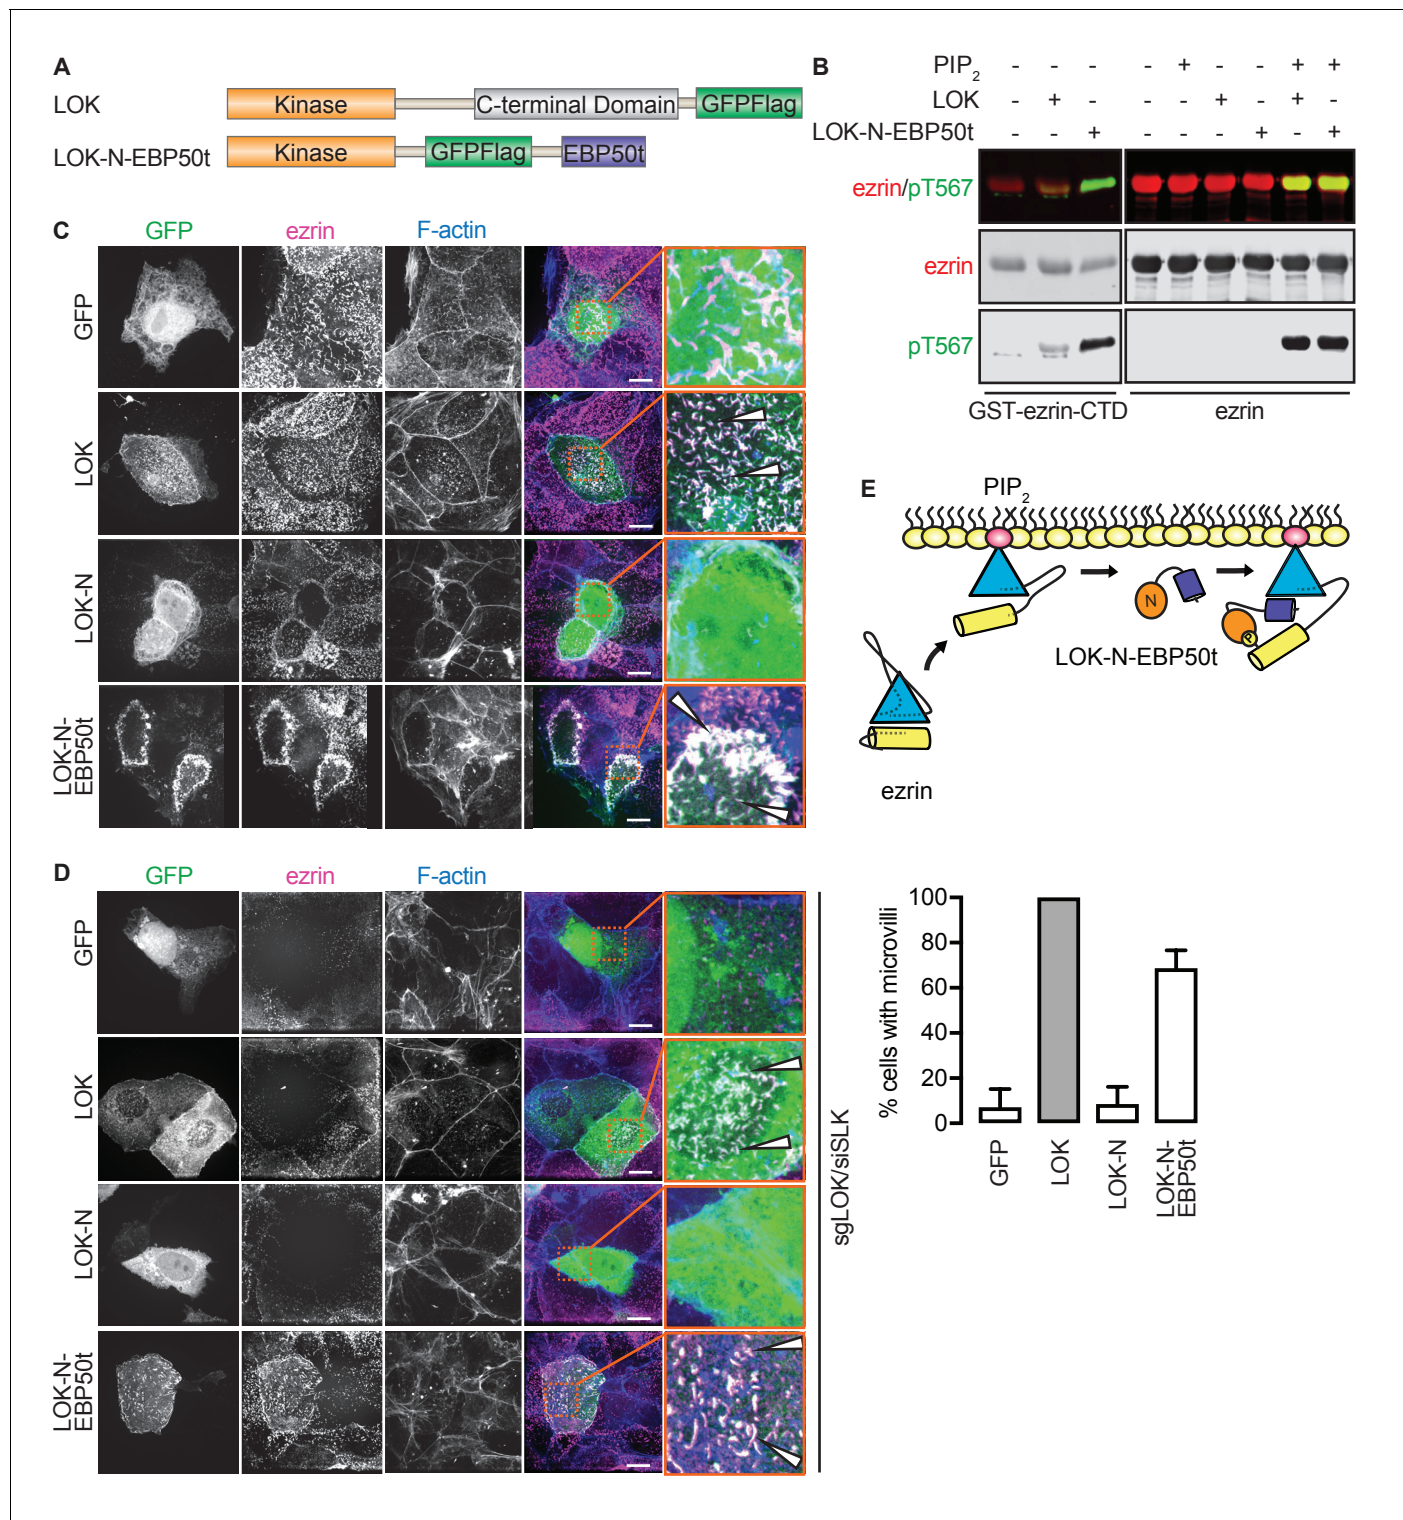 A
LOK
Kinase
C-terminal Domain
GFPFlag
LOK-N-EBP50t
Kinase
GFPFlag
EBP50t
B
PIP2 - - - - + - - + +
LOK - + - - - + - + -
LOK-N-EBP50t - - + - - - + - +
ezrin/pT567
ezrin
pT567
GST-ezrin-CTD
ezrin
C
GFP
ezrin
F-actin
GFP
LOK
LOK-N
LOK-N-
EBP50t
E
PIP2
N
P
LOK-N-EBP50t
ezrin
D
GFP
ezrin
F-actin
GFP
LOK
LOK-N
LOK-N-
EBP50t
sgLOK/siSLK
% cells with microvilli
100
80
60
40
20
0
GFP
LOK
LOK-N
LOK-N-
EBP50t